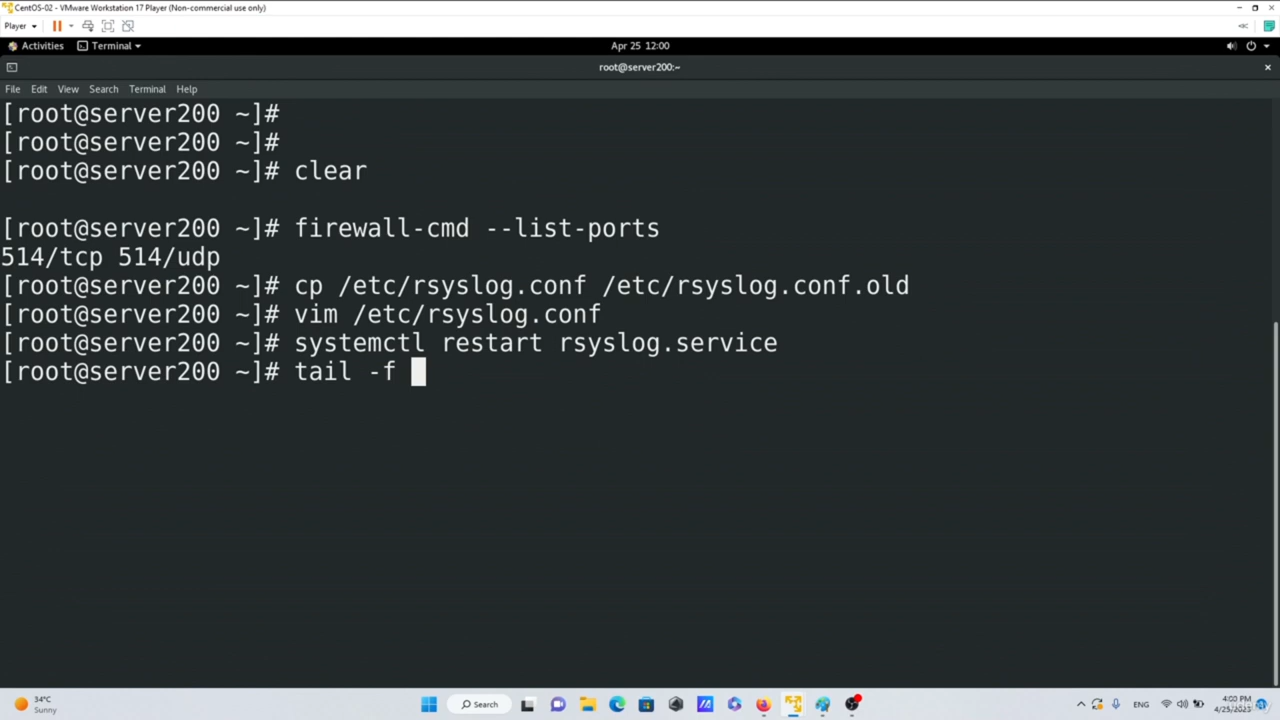 CentOS-02 - VMware Workstation 17 Player (Non-commercial use only)
Player
Activities Terminal Apr 25 12:00
root@server200:~
File Edit View Search Terminal Help
[root@server200 ~]#
[root@server200 ~]#
[root@server200 ~]# clear
[root@server200 ~]# firewall-cmd --list-ports
514/tcp 514/udp
[root@server200 ~]# cp /etc/rsyslog.conf /etc/rsyslog.conf.old
[root@server200 ~]# vim /etc/rsyslog.conf
[root@server200 ~]# systemctl restart rsyslog.service
[root@server200 ~]# tail -f
34°C
Sunny
Search
ENG
4:00 PM
4/25/2023